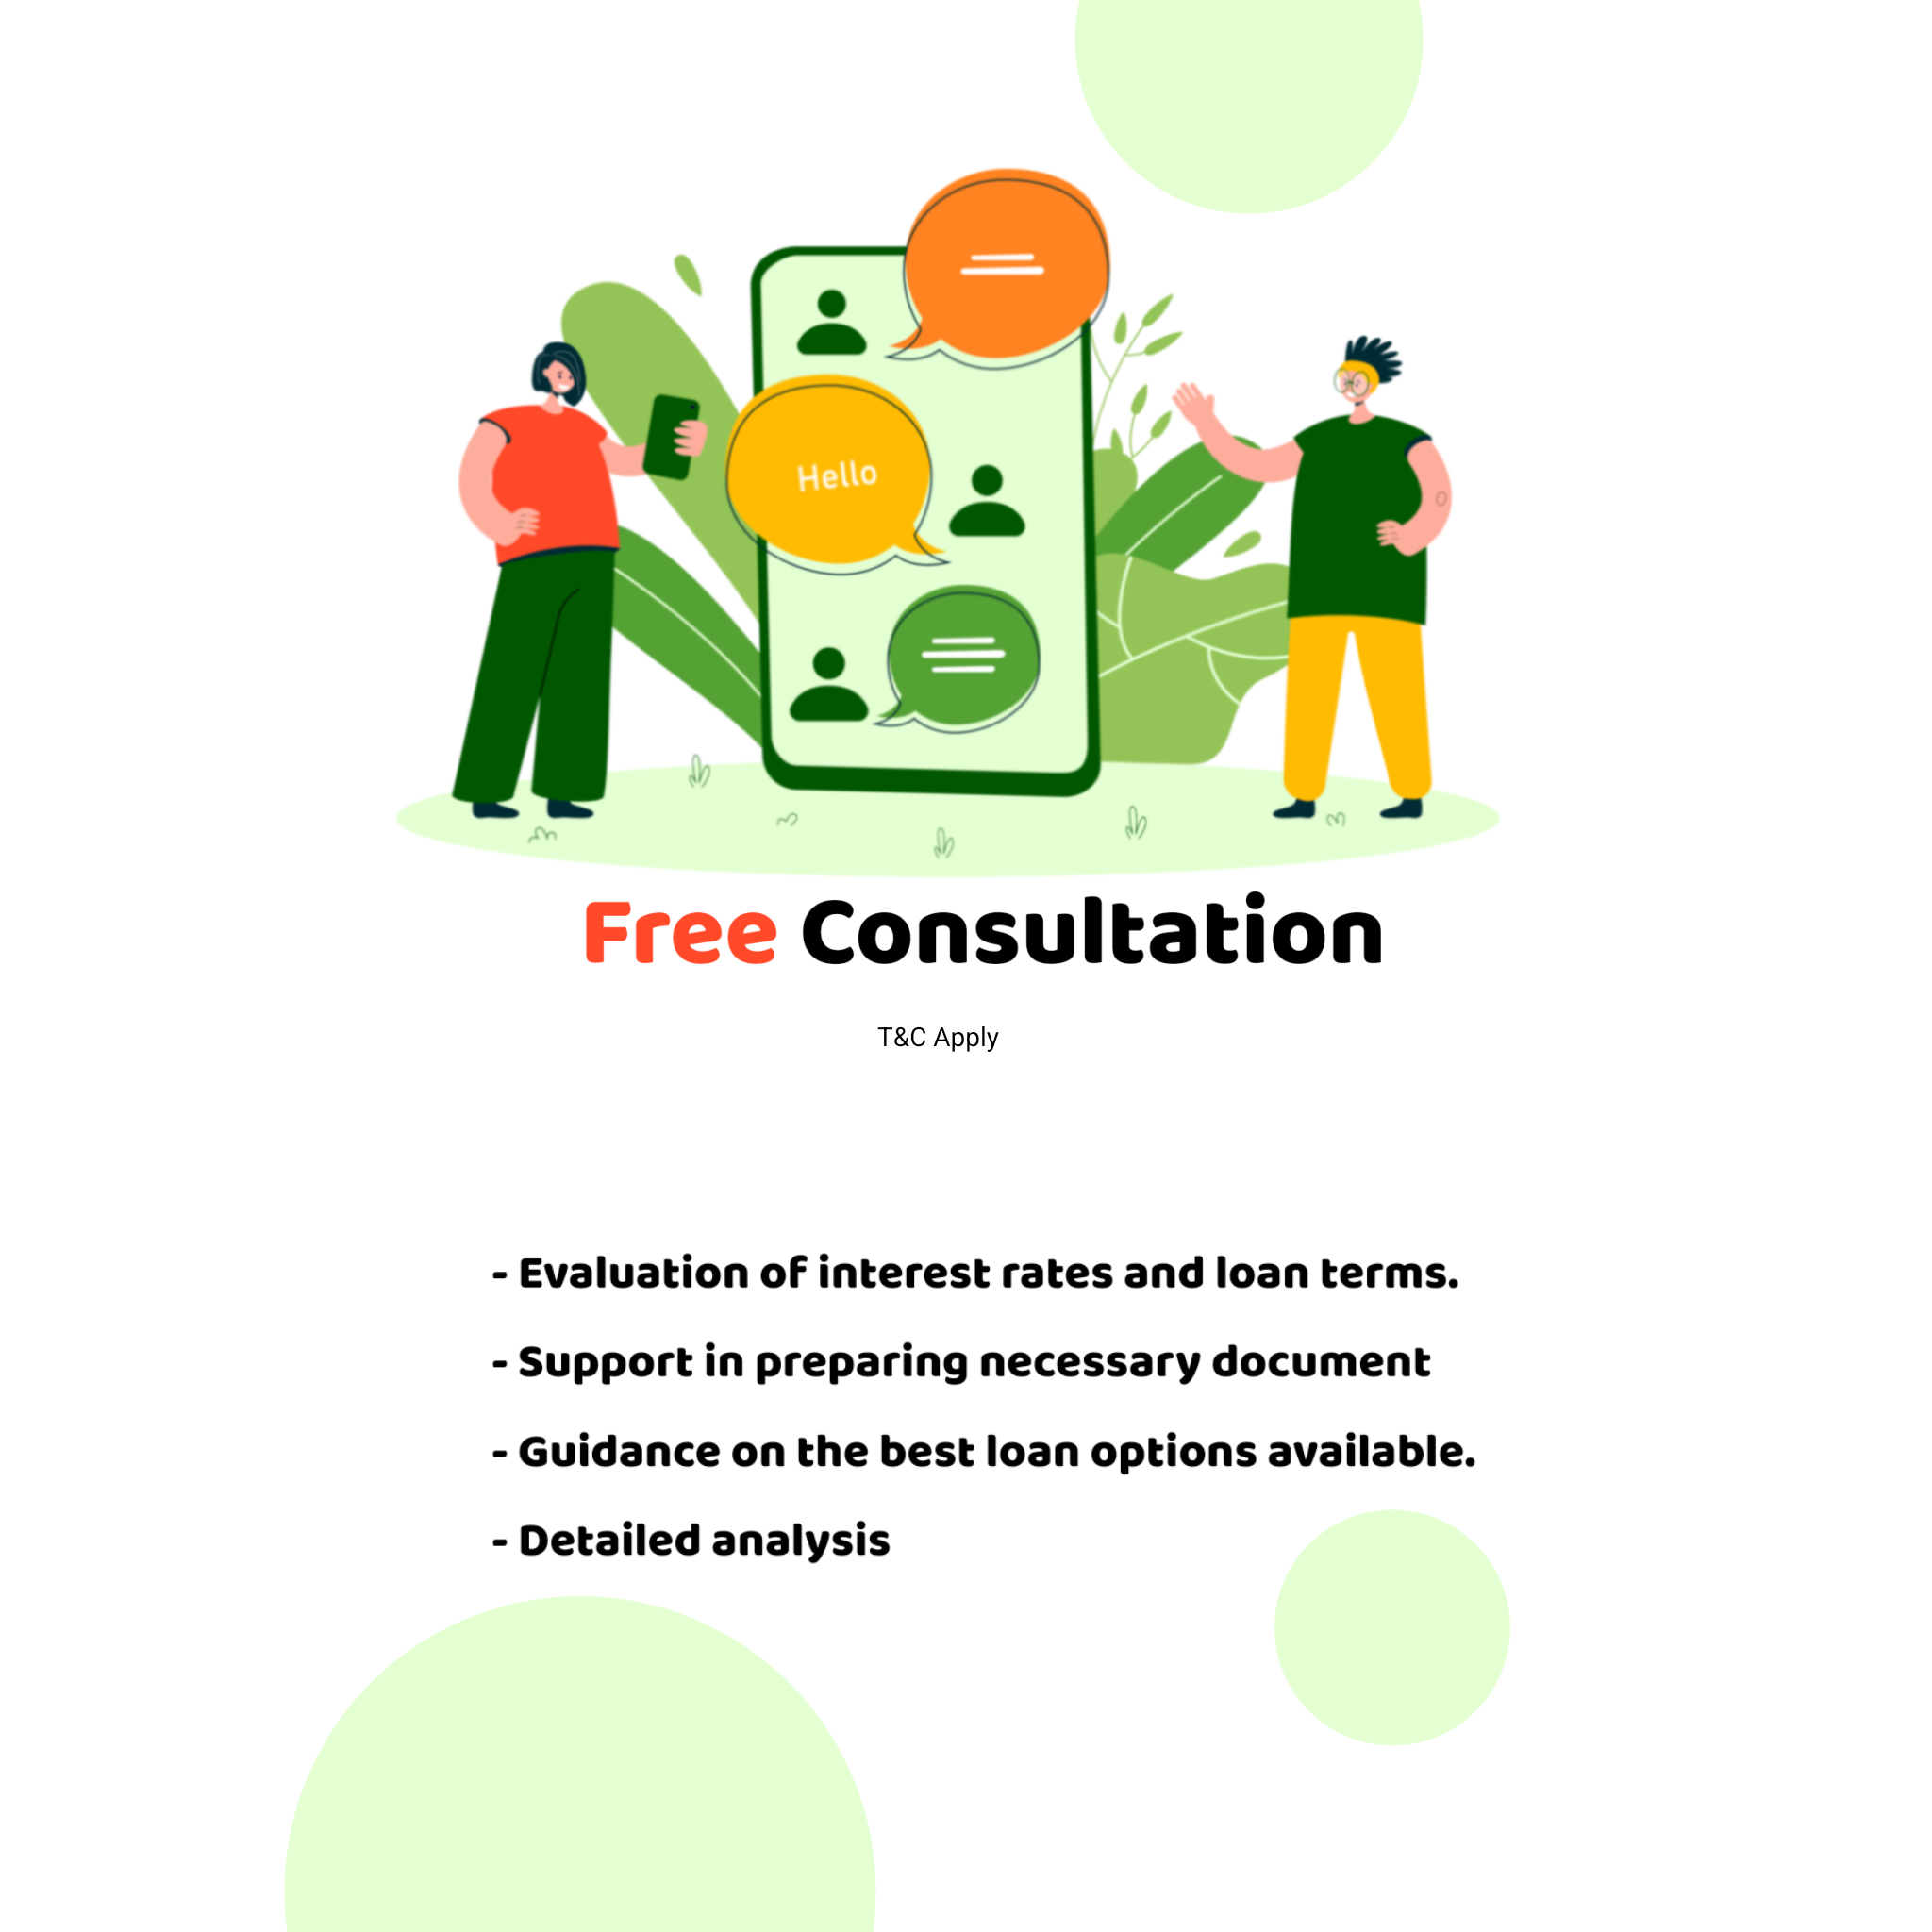 Hello
Free Consultation
T&C Apply
- Evaluation of interest rates and loan terms.
- Support in preparing necessary document
- Guidance on the best loan options available.
- Detailed analysis